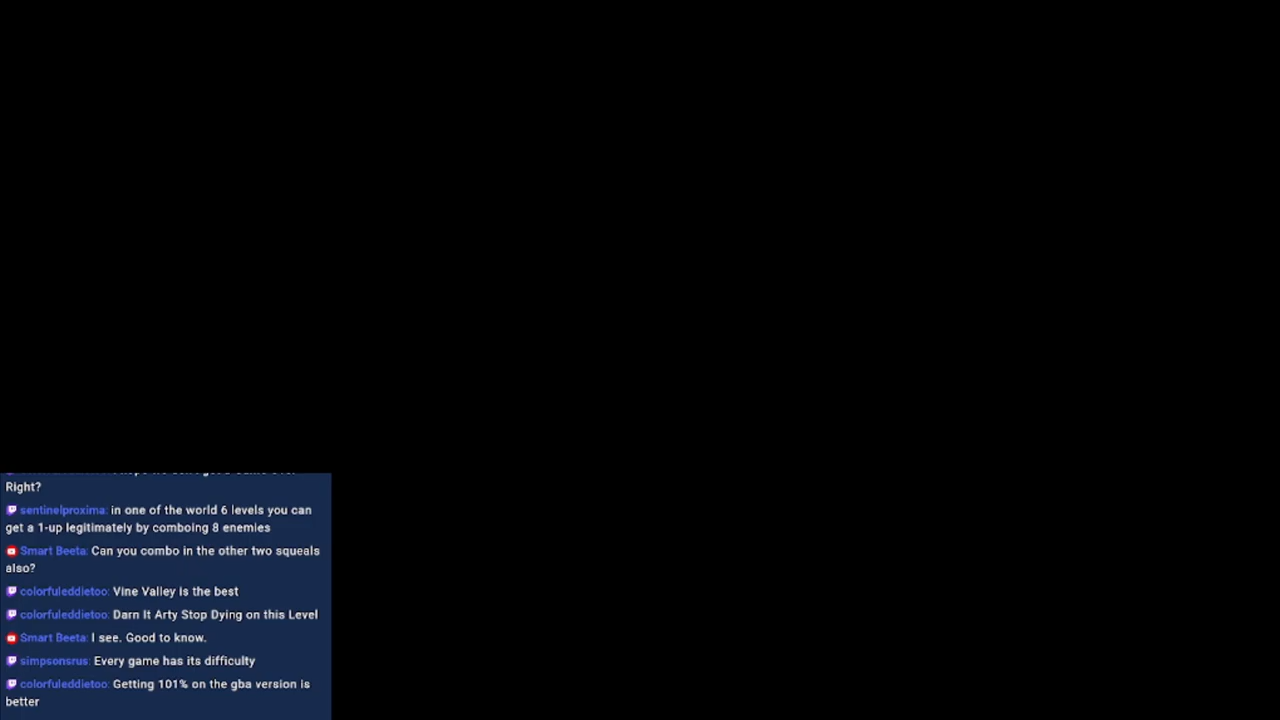 Right?
sentinelproxima: in one of the world 6 levels you can
get a 1-up legitimately by comboing 8 enemies
Smart Beeta: Can you combo in the other two squeals
also?
colorfuleddietoo: Vine Valley is the best
colorfuleddietoo: Darn It Arty Stop Dying on this Level
Smart Beeta: I see. Good to know.
simpsonsrus: Every game has its difficulty
colorfuleddietoo: Getting 101% on the gba version is
better